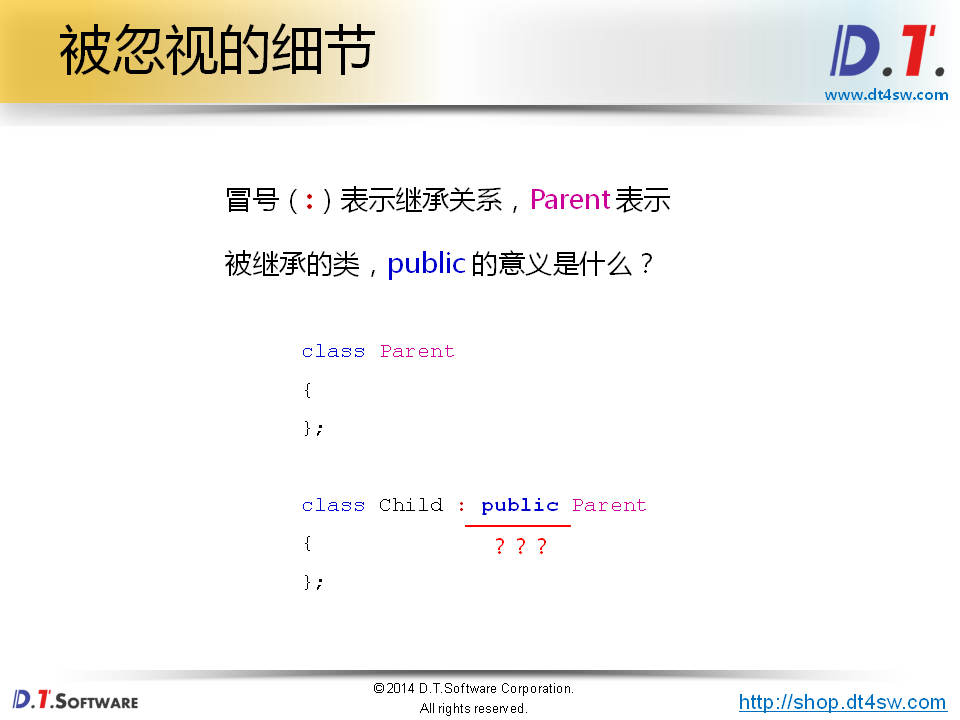 被忽视的细节
D.T.
www.dt4sw.com
冒号（:）表示继承关系，Parent 表示
被继承的类，public 的意义是什么？
class Parent
{
};
class Child : public Parent
{
？？？
};
D.T.SOFTWARE
©2014 D.T.Software Corporation.
All rights reserved.
http://shop.dt4sw.com